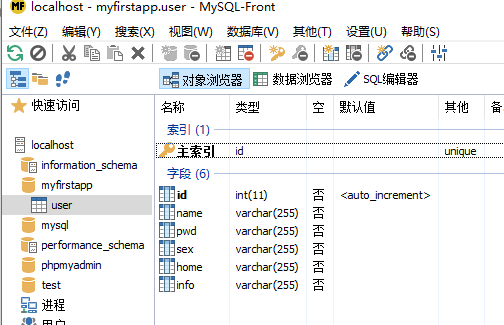 MF localhost - myfirstapp.user - MySQL-Front
文件(Z) 编辑(Y) 搜索(X) 视图(W) 数据库(V) 其他(T) 设置(U) 帮助(S)
对象浏览器 数据浏览器 SQL编辑器
快速访问
名称 类型 空 默认值 其他 备
索引 (1)
localhost
主索引 id unique
information_schema
字段 (6)
myfirstapp
id int(11) 否 <auto_increment>
user
name varchar(255) 否
mysql
pwd varchar(255) 否
performance_schema
sex varchar(255) 否
phpmyadmin
home varchar(255) 否
test
info varchar(255) 否
进程
用户